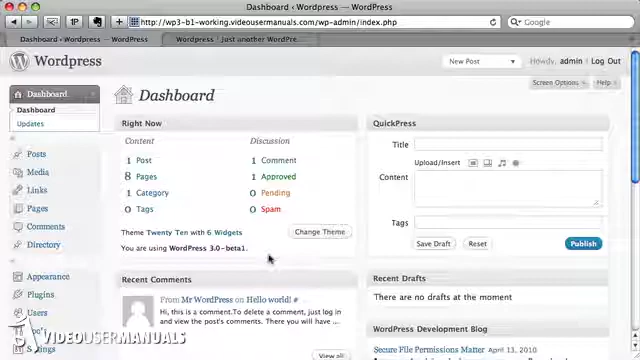 Dashboard ‹ Wordpress — WordPress
http://wp3-b1-working.videousermanuals.com/wp-admin/index.php
Google
Dashboard ‹ Wordpress — WordPress
Wordpress | Just another WordPre...
Wordpress
New Post
Howdy, admin | Log Out
Screen Options
Help
Dashboard
Dashboard
Updates
Posts
Media
Links
Pages
Comments
Directory
Appearance
Plugins
Users
Dashboard
Right Now
Content
Discussion
1 Post
1 Comment
8 Pages
1 Approved
1 Category
0 Pending
0 Tags
0 Spam
Theme Twenty Ten with 6 Widgets
Change Theme
You are using WordPress 3.0-beta1.
Recent Comments
From Mr WordPress on Hello world! #
Hi, this is a comment.To delete a comment, just log in
and view the post's comments. There you will have ...
View all
QuickPress
Title
Upload/Insert
Content
Tags
Save Draft
Reset
Publish
Recent Drafts
There are no drafts at the moment
WordPress Development Blog
Secure File Permissions Matter April 13, 2010
VIDEOUSERMANUALS